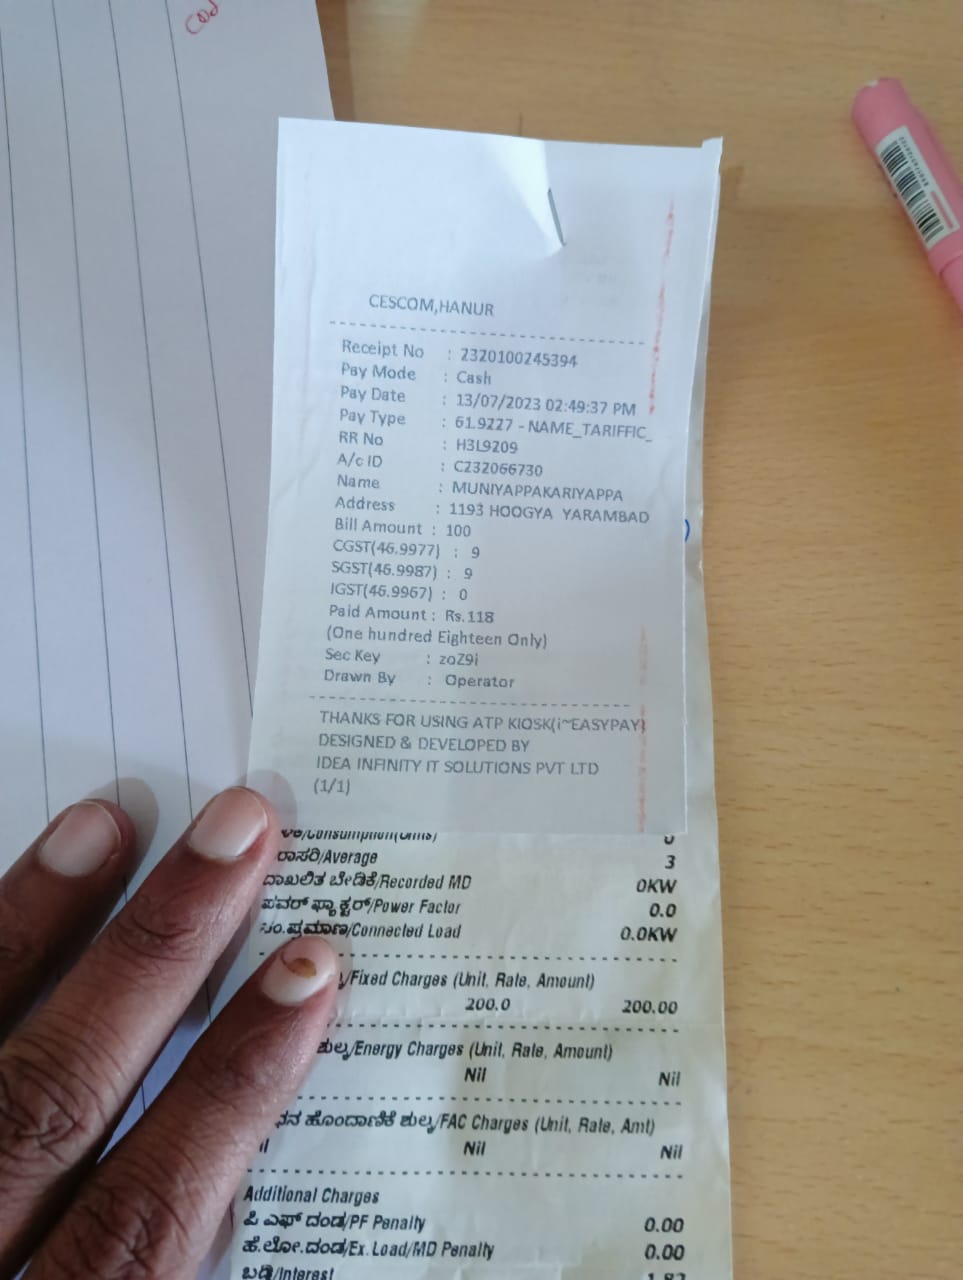 CESCOM,HANUR
Receipt No : 2320100245394
Pay Mode : Cash
Pay Date : 13/07/2023 02:49:37 PM
Pay Type : 61.9227 - NAME_TARIFFIC_
RR No : H3L9209
A/c ID : C232066730
Name : MUNIYAPPAKARIYAPPA
Address : 1193 HOOGYA YARAMBAD
Bill Amount : 100
CGST(46.9977) : 9
SGST(46.9987) : 9
IGST(46.9967) : 0
Paid Amount : Rs.118
(One hundred Eighteen Only)
Sec Key : zoZ9i
Drawn By : Operator
THANKS FOR USING ATP KIOSK(i~EASYPAY)
DESIGNED & DEVELOPED BY
IDEA INFINITY IT SOLUTIONS PVT LTD
(1/1)
/Consumption(Units) 0
ರಾಸರಿ/Average 3
ದಾಖಲಿತ ಬೇಡಿಕೆ/Recorded MD 0KW
ಪವರ್ ಫ್ಯಾಕ್ಟರ್/Power Factor 0.0
ಸಂ.ಪ್ರಮಾಣ/Connected Load 0.0KW
/Fixed Charges (Unit, Rate, Amount)
200.0 200.00
ಶುಲ್ಕ/Energy Charges (Unit, Rate, Amount)
Nil Nil
ಹೊಂದಾಣಿಕೆ ಶುಲ್ಕ/FAC Charges (Unit, Rate, Amt)
Nil Nil
Additional Charges
ಪಿ ಎಫ್ ದಂಡ/PF Penalty 0.00
ಹೆ.ಲೋ.ದಂಡ/Ex. Load/MD Penalty 0.00
ಬಡ್ಡಿ/Interest 1.82